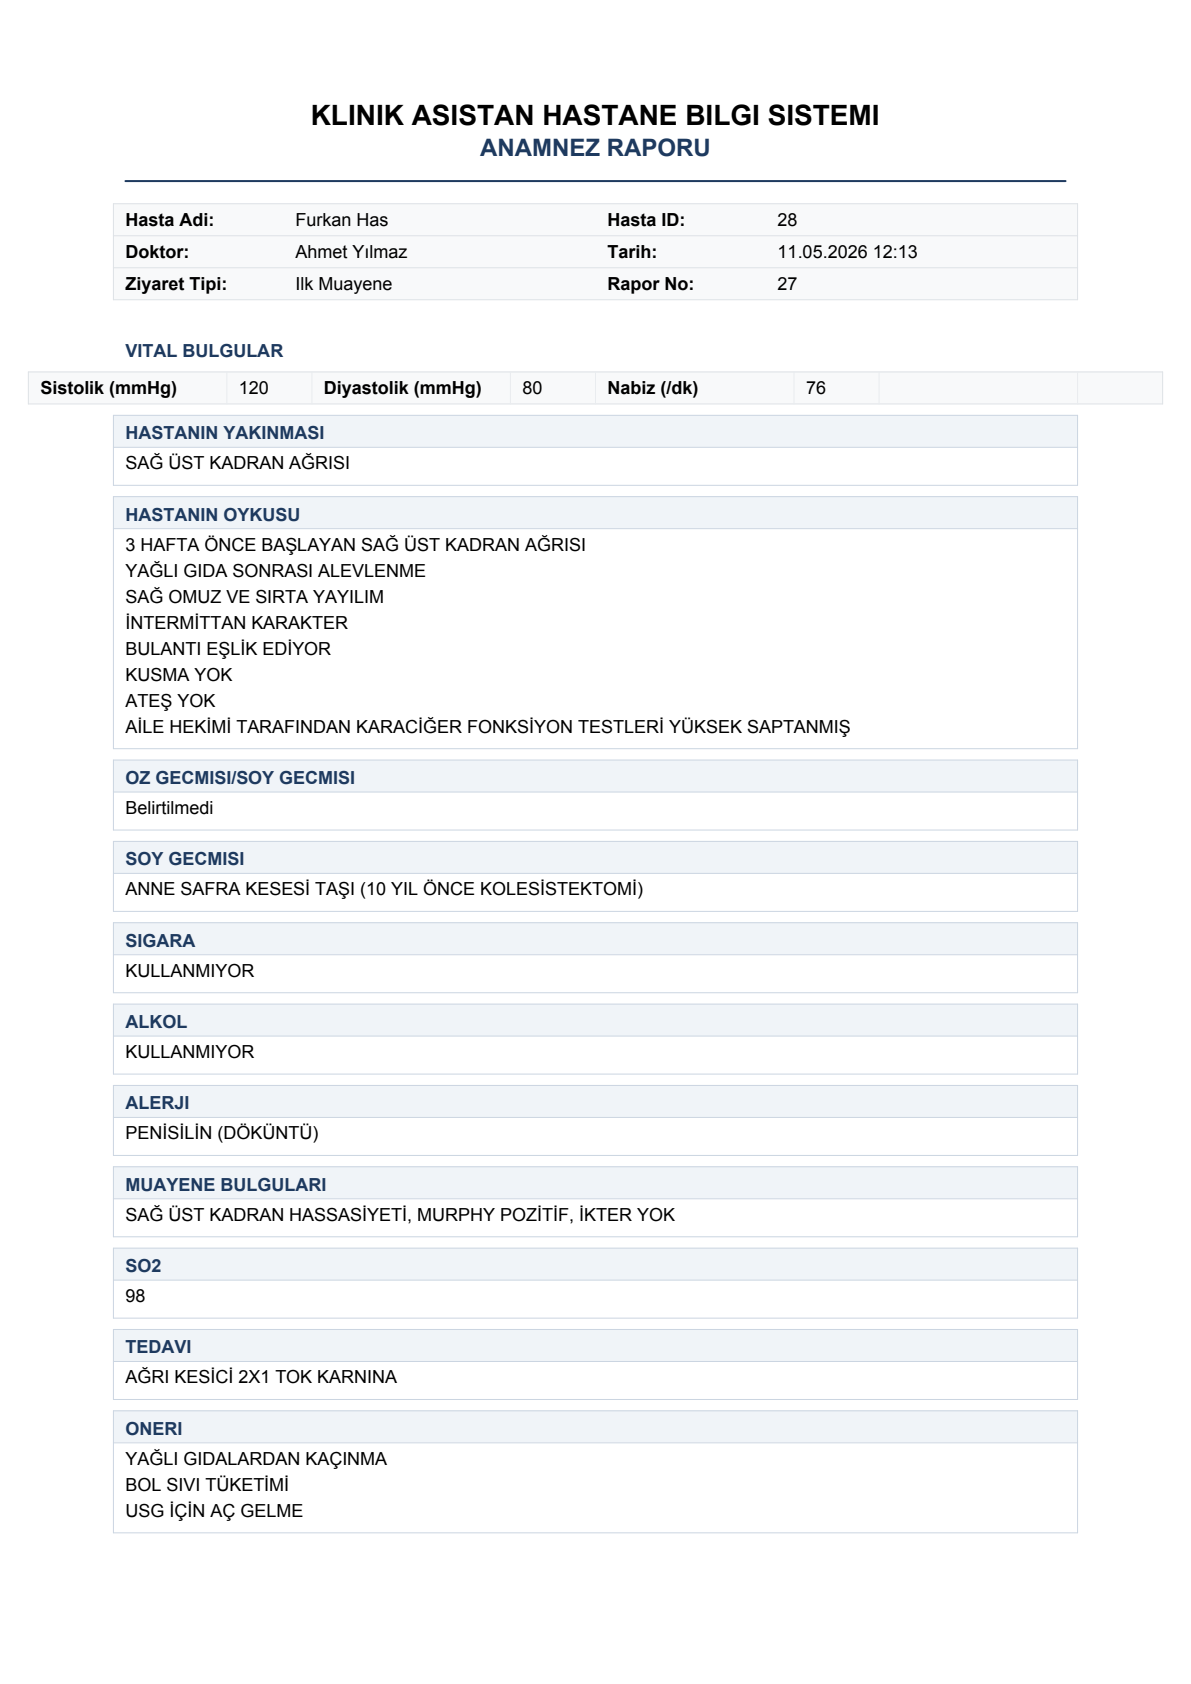 KLINIK ASISTAN HASTANE BILGI SISTEMI
ANAMNEZ RAPORU
Hasta Adi: Furkan Has Hasta ID: 28
Doktor: Ahmet Yılmaz Tarih: 11.05.2026 12:13
Ziyaret Tipi: Ilk Muayene Rapor No: 27
VITAL BULGULAR
Sistolik (mmHg) 120 Diyastolik (mmHg) 80 Nabiz (/dk) 76
HASTANIN YAKINMASI
SAĞ ÜST KADRAN AĞRISI
HASTANIN OYKUSU
3 HAFTA ÖNCE BAŞLAYAN SAĞ ÜST KADRAN AĞRISI
YAĞLI GIDA SONRASI ALEVLENME
SAĞ OMUZ VE SIRTA YAYILIM
İNTERMİTTAN KARAKTER
BULANTI EŞLİK EDİYOR
KUSMA YOK
ATEŞ YOK
AİLE HEKİMİ TARAFINDAN KARACİĞER FONKSİYON TESTLERİ YÜKSEK SAPTANMIŞ
OZ GECMISI/SOY GECMISI
Belirtilmedi
SOY GECMISI
ANNE SAFRA KESESİ TAŞI (10 YIL ÖNCE KOLESİSTEKTOMİ)
SIGARA
KULLANMIYOR
ALKOL
KULLANMIYOR
ALERJI
PENİSİLİN (DÖKÜNTÜ)
MUAYENE BULGULARI
SAĞ ÜST KADRAN HASSASİYETİ, MURPHY POZİTİF, İKTER YOK
SO2
98
TEDAVI
AĞRI KESİCİ 2X1 TOK KARNINA
ONERI
YAĞLI GIDALARDAN KAÇINMA
BOL SIVI TÜKETİMİ
USG İÇİN AÇ GELME